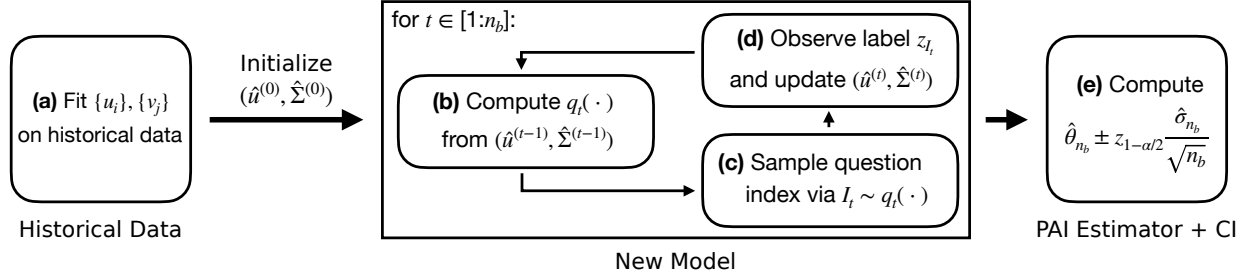 (a) Fit {u_i}, {v_j}
on historical data
Historical Data
Initialize
(û^(0), Σ̂^(0))
for t ∈ [1:n_b]:
(b) Compute q_t( · )
from (û^(t−1), Σ̂^(t−1))
(c) Sample question
index via I_t ∼ q_t( · )
(d) Observe label z_{I_t}
and update (û^(t), Σ̂^(t))
New Model
(e) Compute
θ̂_{n_b} ± z_{1−α/2} σ̂_{n_b} / √n_b
PAI Estimator + CI